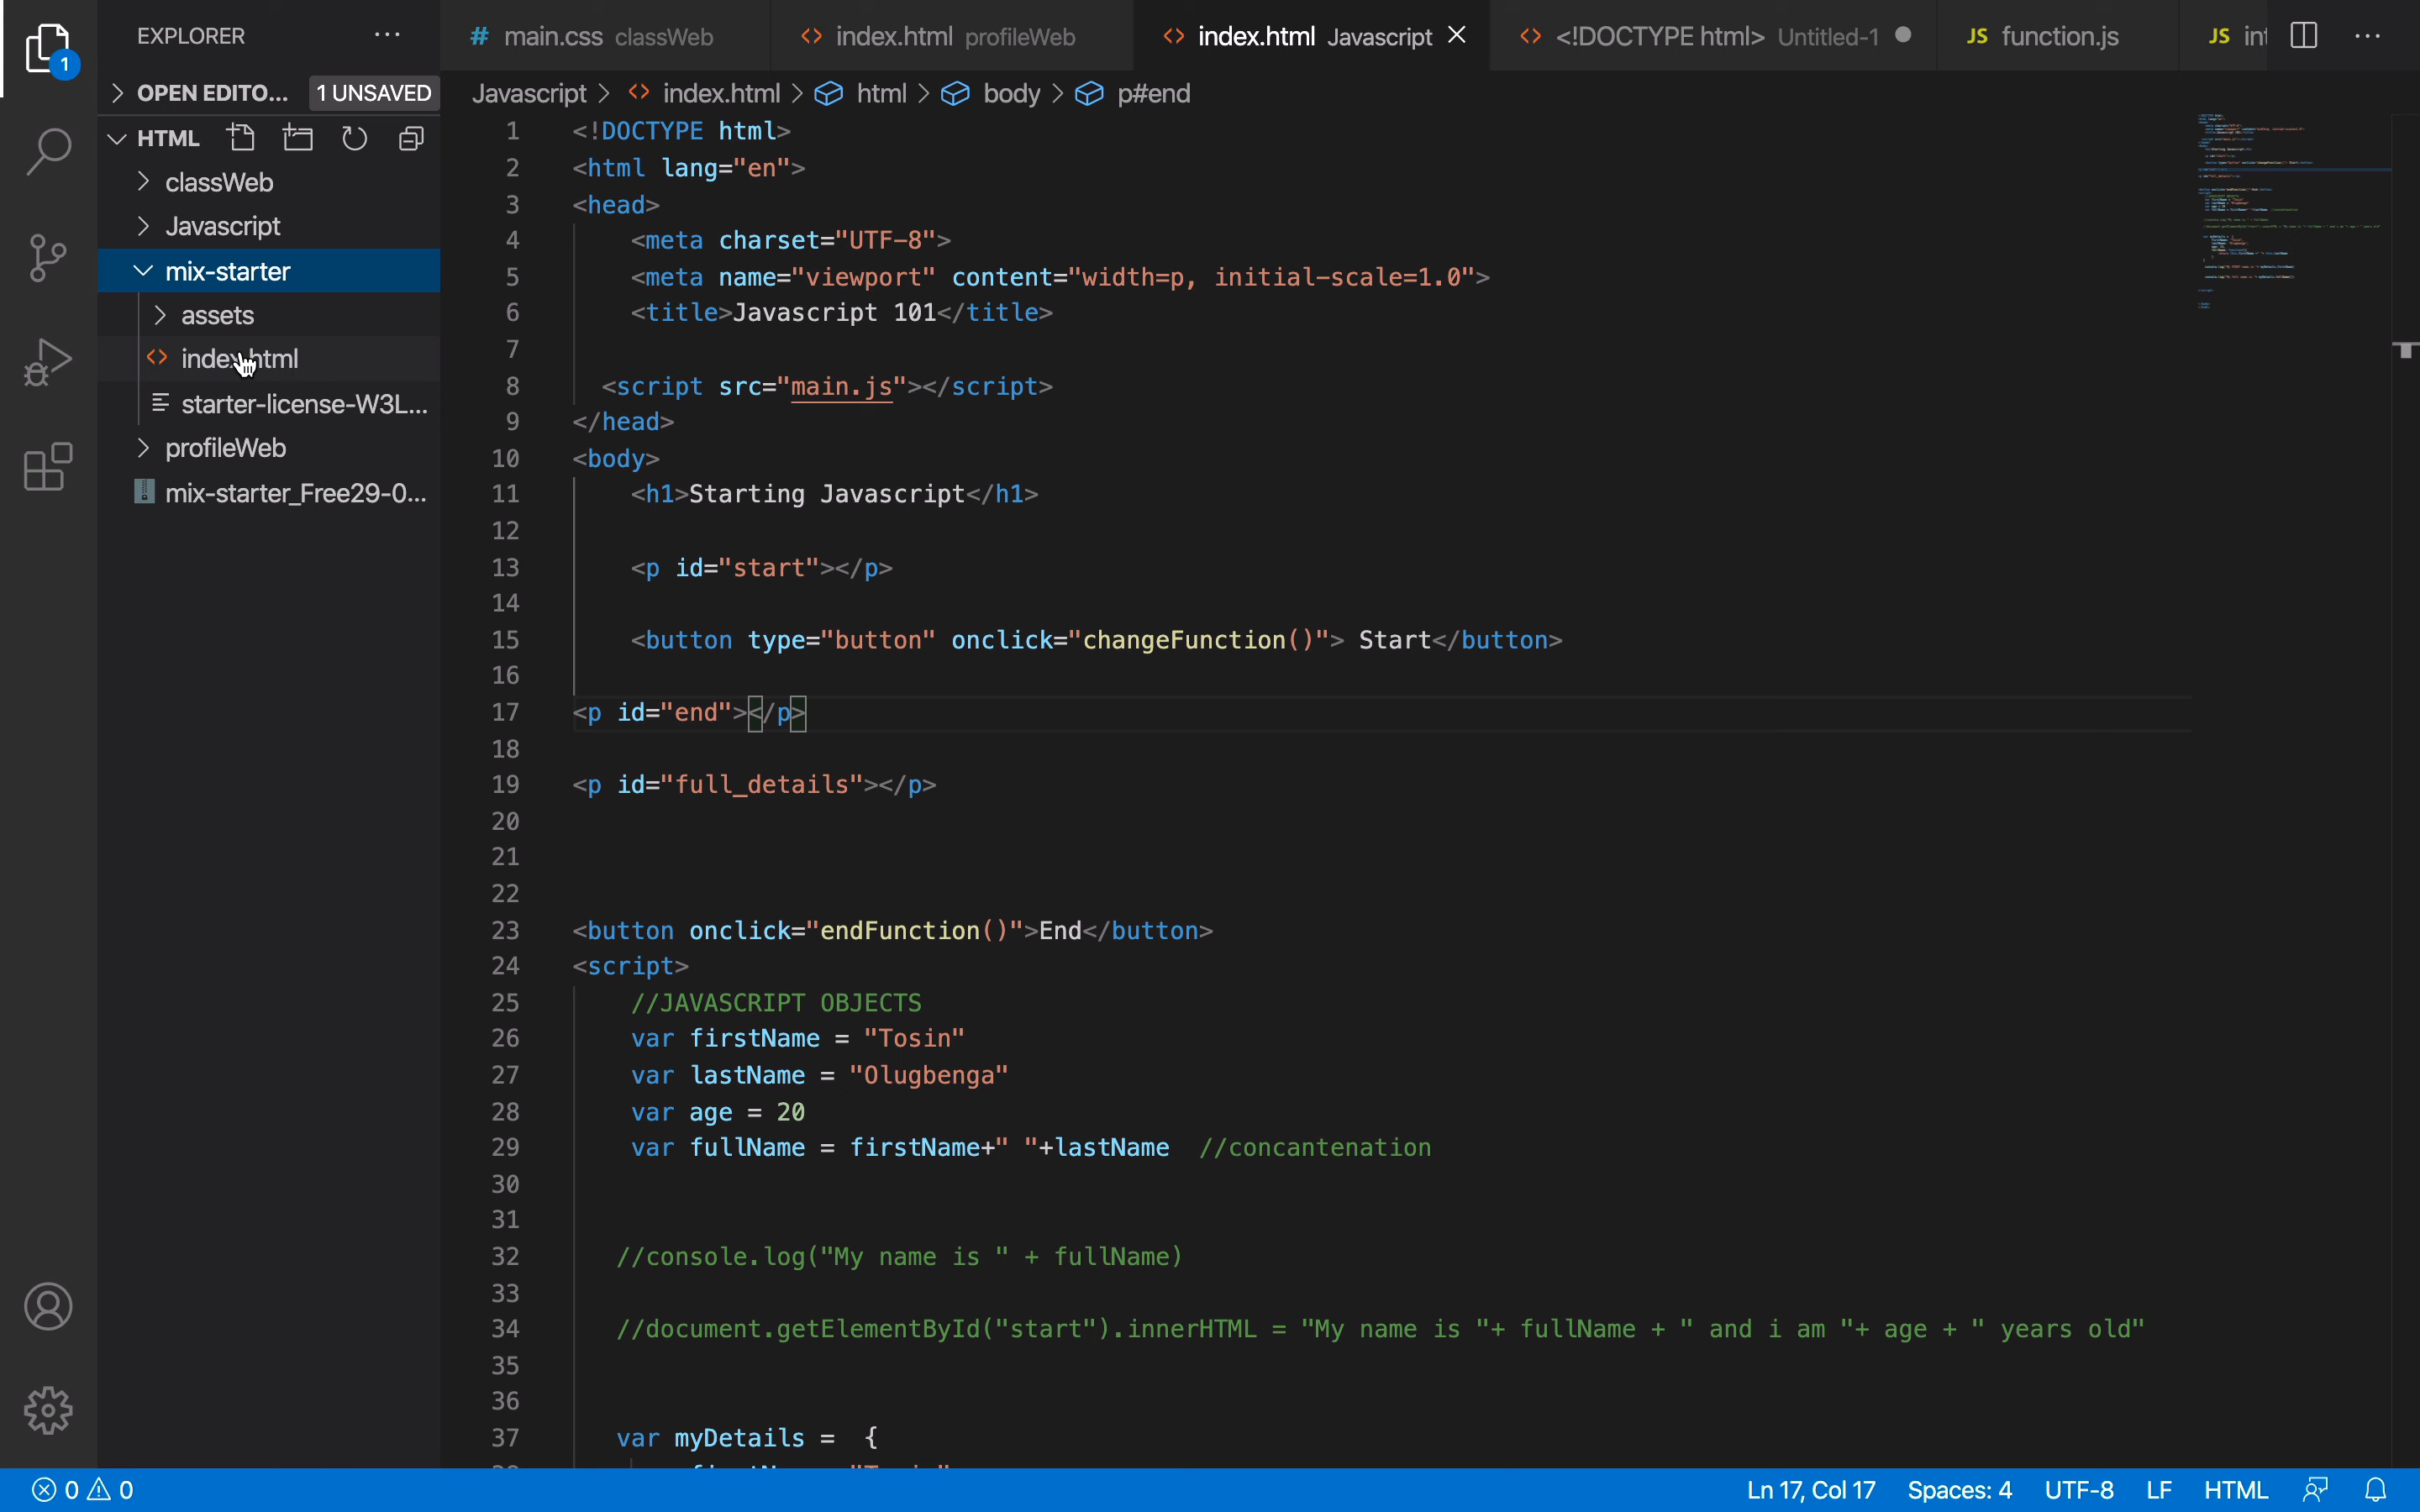 EXPLORER
OPEN EDITO... 1 UNSAVED
HTML
classWeb
Javascript
mix-starter
assets
index.html
starter-license-W3L...
profileWeb
mix-starter_Free29-0...
1
# main.css classWeb
<> index.html profileWeb
<> index.html Javascript
<> <!DOCTYPE html> Untitled-1
JS function.js
JS
Javascript > <> index.html > html > body > p#end
1 <!DOCTYPE html>
2 <html lang="en">
3 <head>
4 <meta charset="UTF-8">
5 <meta name="viewport" content="width=p, initial-scale=1.0">
6 <title>Javascript 101</title>
7
8 <script src="main.js"></script>
9 </head>
10 <body>
11 <h1>Starting Javascript</h1>
12
13 <p id="start"></p>
14
15 <button type="button" onclick="changeFunction()"> Start</button>
16
17 <p id="end"></p>
18
19 <p id="full_details"></p>
20
21
22
23 <button onclick="endFunction()">End</button>
24 <script>
25 //JAVASCRIPT OBJECTS
26 var firstName = "Tosin"
27 var lastName = "Olugbenga"
28 var age = 20
29 var fullName = firstName+" "+lastName //concantenation
30
31
32 //console.log("My name is " + fullName)
33
34 //document.getElementById("start").innerHTML = "My name is "+ fullName + " and i am "+ age + " years old"
35
36
37 var myDetails = {
0 0
Ln 17, Col 17 Spaces: 4 UTF-8 LF HTML